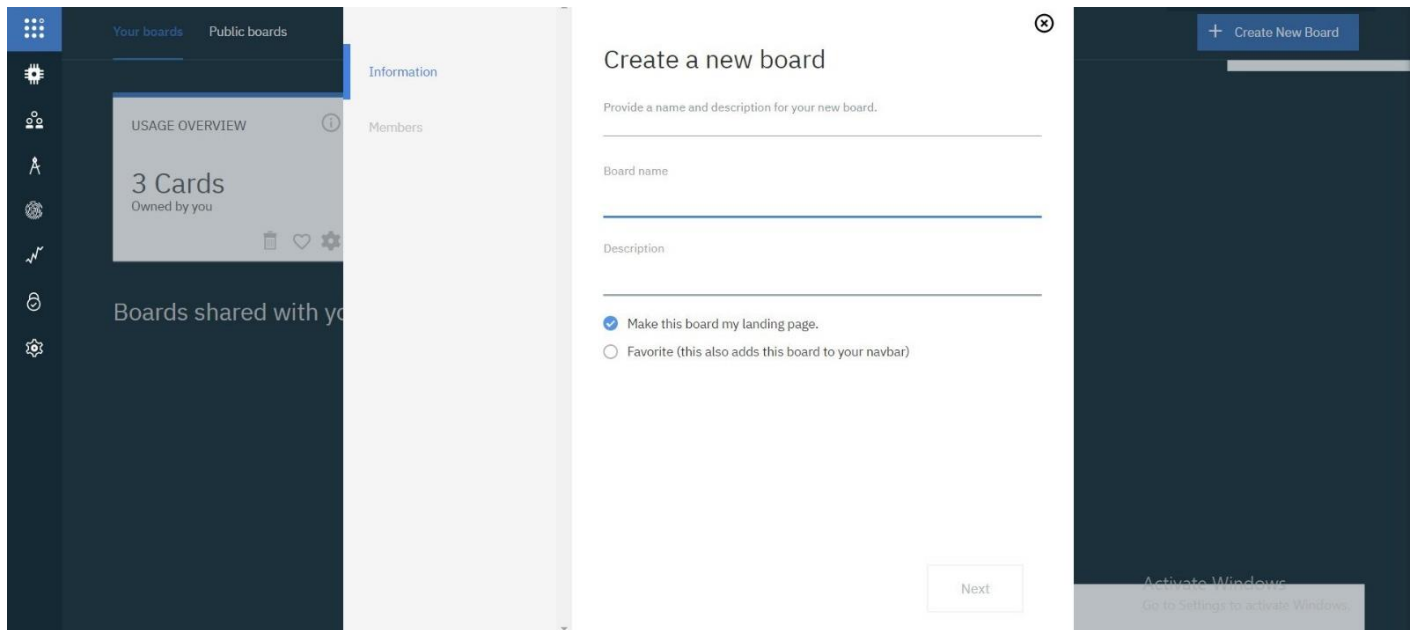 Your boards
Public boards
Create New Board
USAGE OVERVIEW
3 Cards
Owned by you
Boards shared with yo
Information
Members
Create a new board
Provide a name and description for your new board.
Board name
Description
Make this board my landing page.
Favorite (this also adds this board to your navbar)
Next
Activate Windows
Go to Settings to activate Windows.